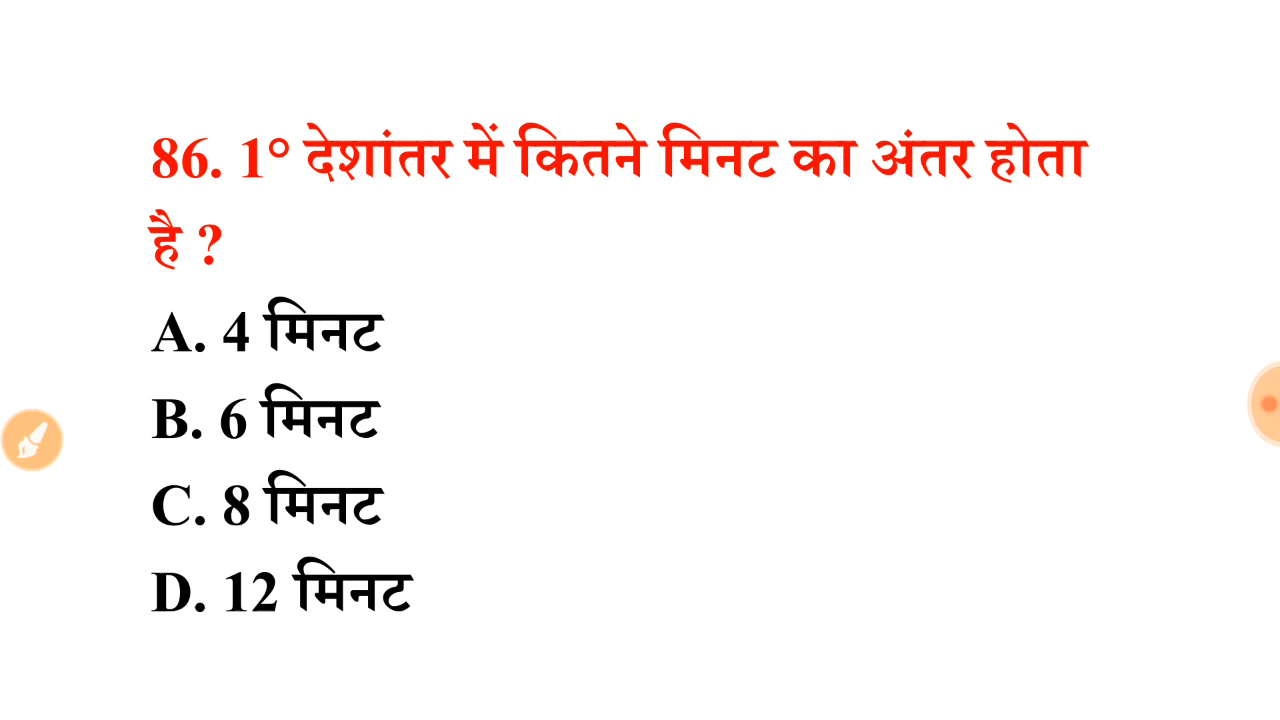 86. 1° देशांतर में कितने मिनट का अंतर होता
है ?
A. 4 मिनट
B. 6 मिनट
C. 8 मिनट
D. 12 मिनट